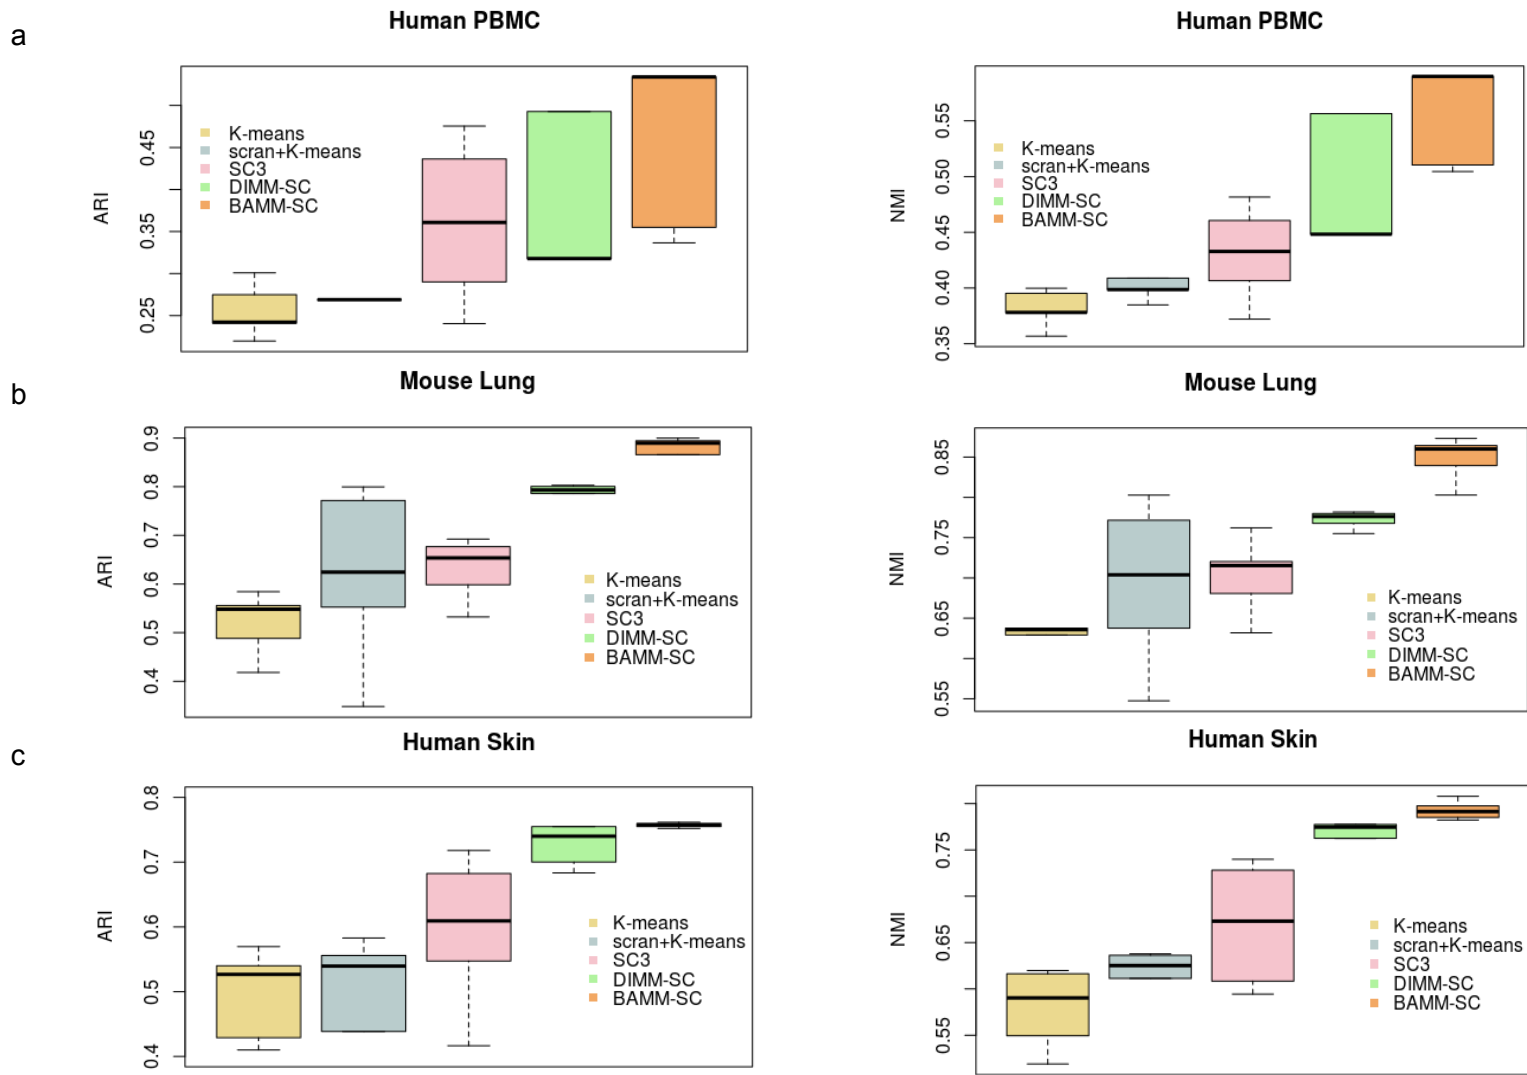 a
Human PBMC
ARI
0.45
0.35
0.25
K-means
scran+K-means
SC3
DIMM-SC
BAMM-SC
Human PBMC
NMI
0.55
0.50
0.45
0.40
0.35
K-means
scran+K-means
SC3
DIMM-SC
BAMM-SC
b
Mouse Lung
ARI
0.9
0.8
0.7
0.6
0.5
0.4
K-means
scran+K-means
SC3
DIMM-SC
BAMM-SC
Mouse Lung
NMI
0.85
0.75
0.65
0.55
K-means
scran+K-means
SC3
DIMM-SC
BAMM-SC
c
Human Skin
ARI
0.8
0.7
0.6
0.5
0.4
K-means
scran+K-means
SC3
DIMM-SC
BAMM-SC
Human Skin
NMI
0.75
0.65
0.55
K-means
scran+K-means
SC3
DIMM-SC
BAMM-SC